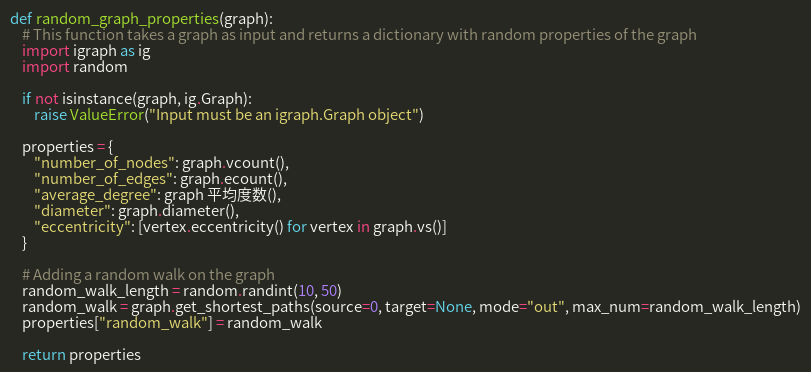 def random_graph_properties(graph):
# This function takes a graph as input and returns a dictionary with random properties of the graph
import igraph as ig
import random
if not isinstance(graph, ig.Graph):
raise ValueError("Input must be an igraph.Graph object")
properties = {
"number_of_nodes": graph.vcount(),
"number_of_edges": graph.ecount(),
"average_degree": graph 平均度数(),
"diameter": graph.diameter(),
"eccentricity": [vertex.eccentricity() for vertex in graph.vs()]
}
# Adding a random walk on the graph
random_walk_length = random.randint(10, 50)
random_walk = graph.get_shortest_paths(source=0, target=None, mode="out", max_num=random_walk_length)
properties["random_walk"] = random_walk
return properties